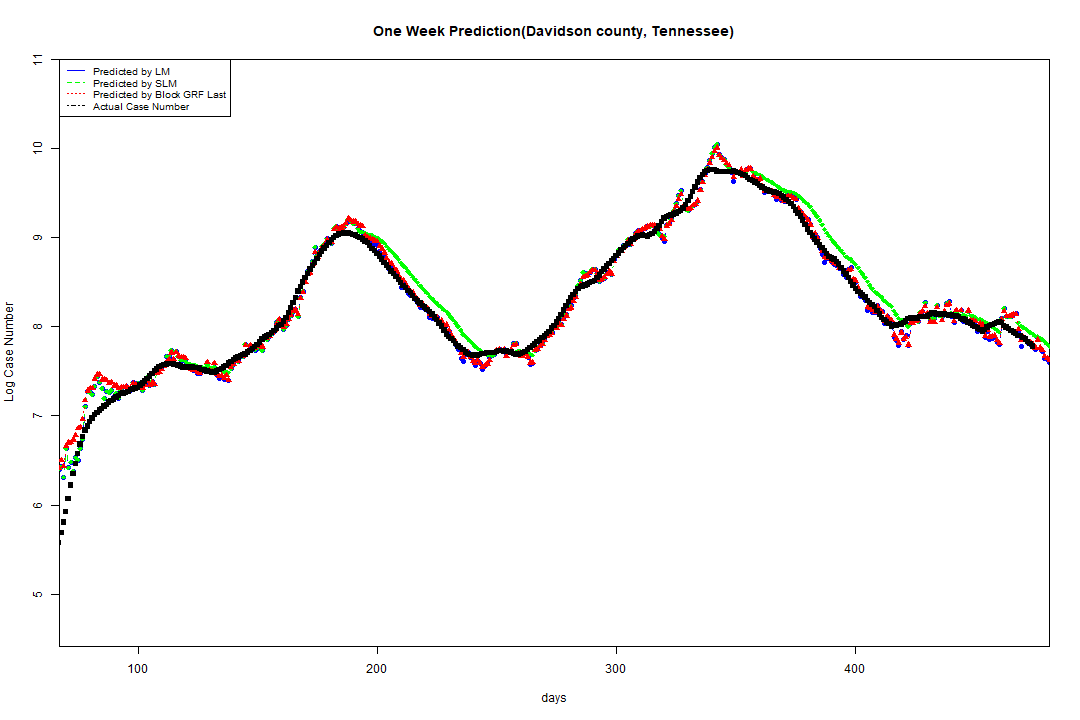 One Week Prediction(Davidson county, Tennessee)
Predicted by LM
Predicted by SLM
Predicted by Block GRF Last
Actual Case Number
11
10
9
8
7
6
5
Log Case Number
100
200
300
400
days